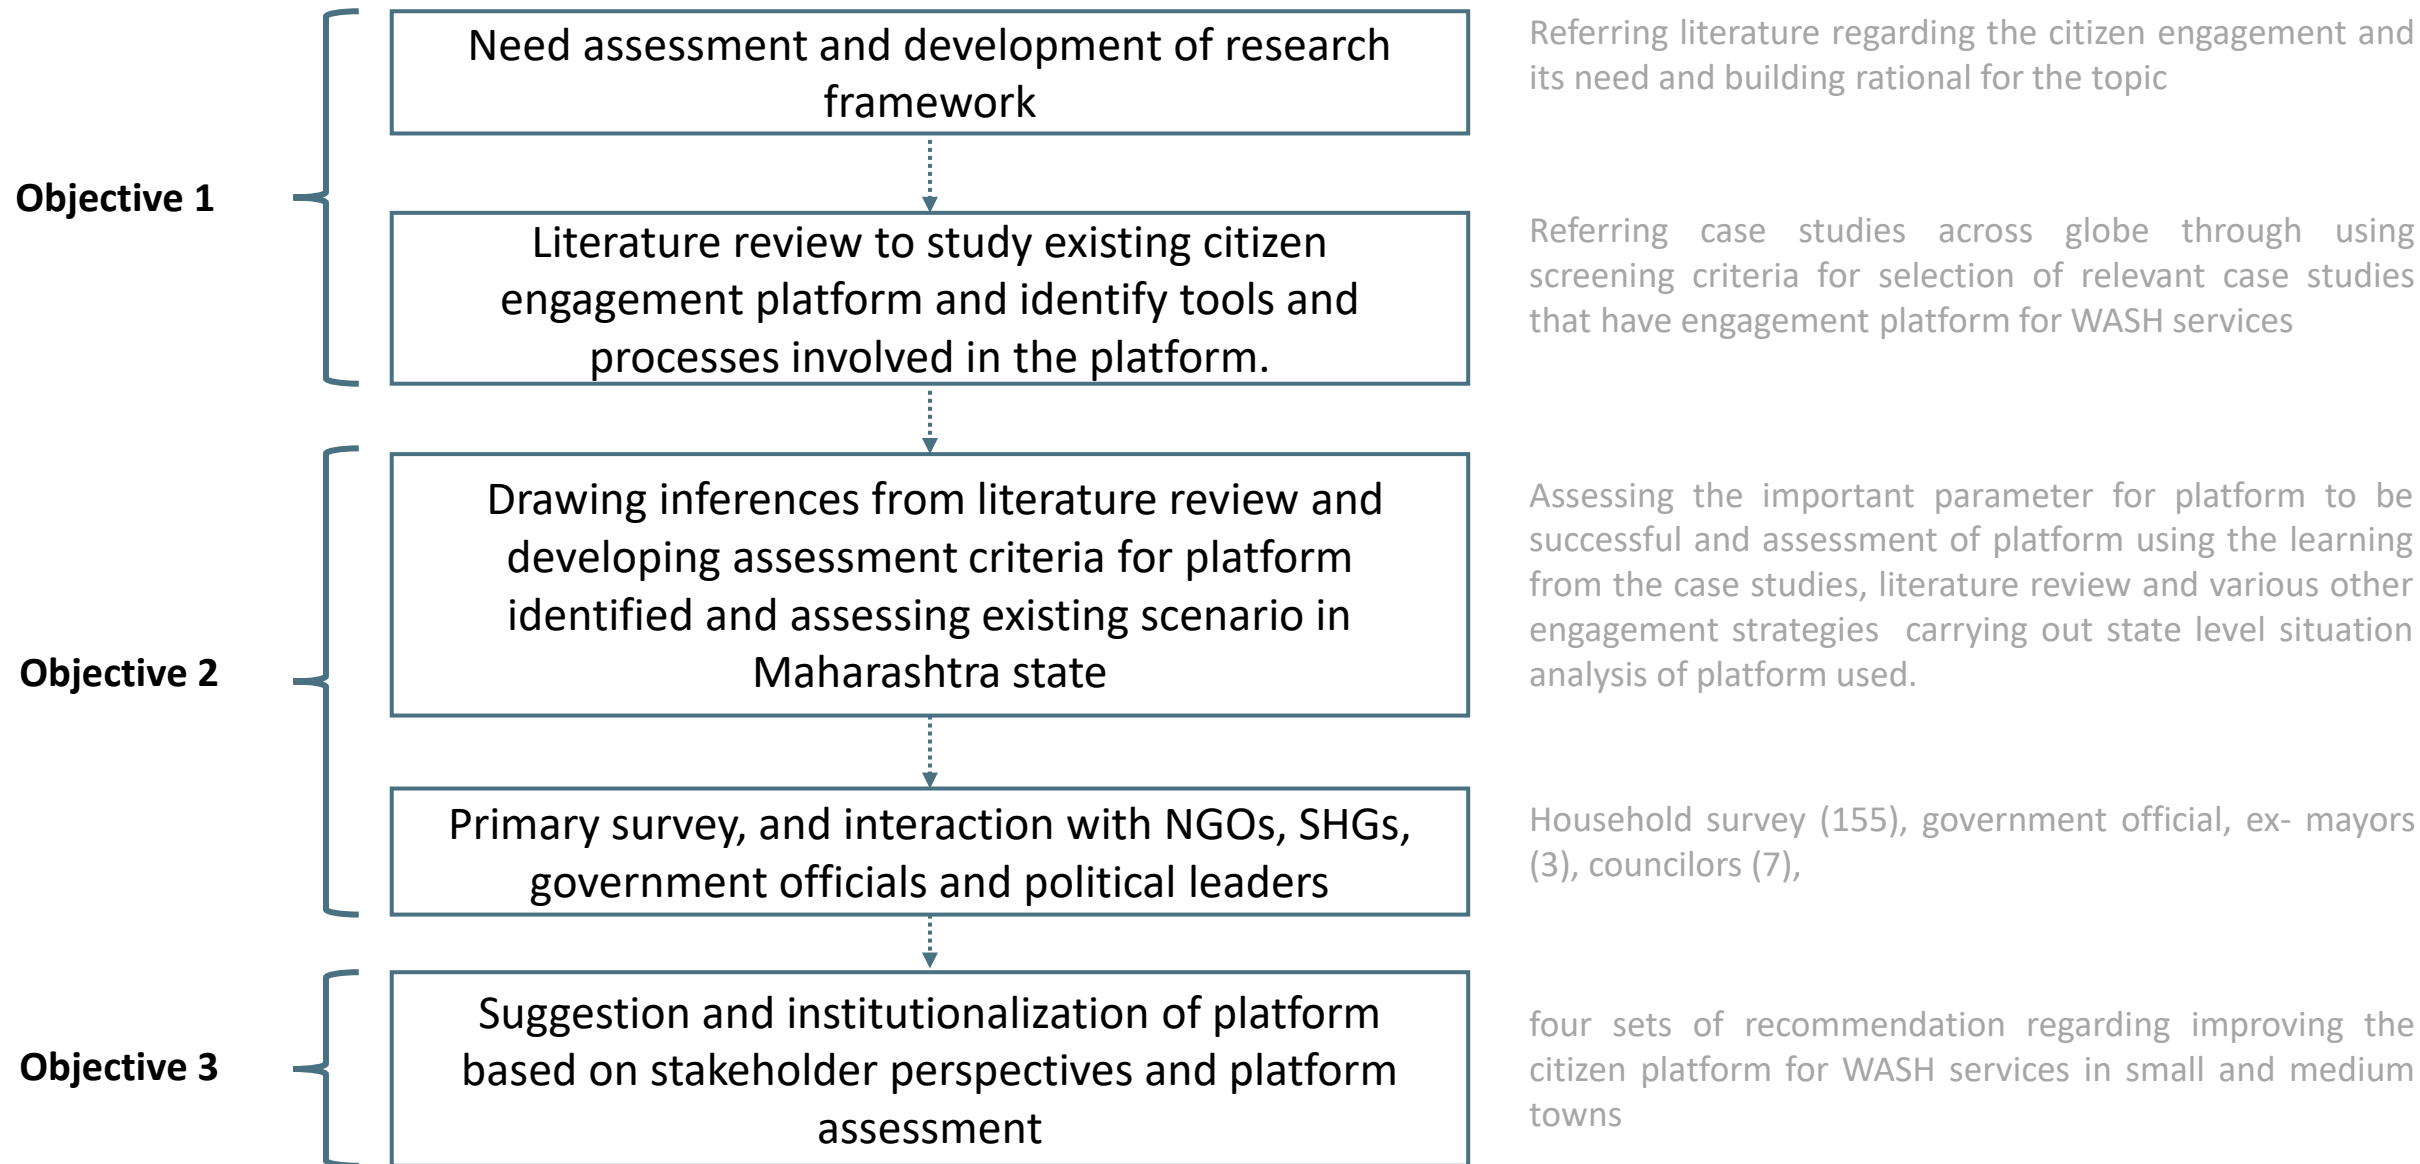 Need assessment and development of research
framework
Referring literature regarding the citizen engagement and
its need and building rational for the topic
Objective 1
Literature review to study existing citizen
engagement platform and identify tools and
processes involved in the platform.
Referring case studies across globe through using
screening criteria for selection of relevant case studies
that have engagement platform for WASH services
Drawing inferences from literature review and
developing assessment criteria for platform
identified and assessing existing scenario in
Maharashtra state
Assessing the important parameter for platform to be
successful and assessment of platform using the learning
from the case studies, literature review and various other
engagement strategies carrying out state level situation
analysis of platform used.
Objective 2
Primary survey, and interaction with NGOs, SHGs,
government officials and political leaders
Household survey (155), government official, ex- mayors
(3), councilors (7),
Objective 3
Suggestion and institutionalization of platform
based on stakeholder perspectives and platform
assessment
four sets of recommendation regarding improving the
citizen platform for WASH services in small and medium
towns